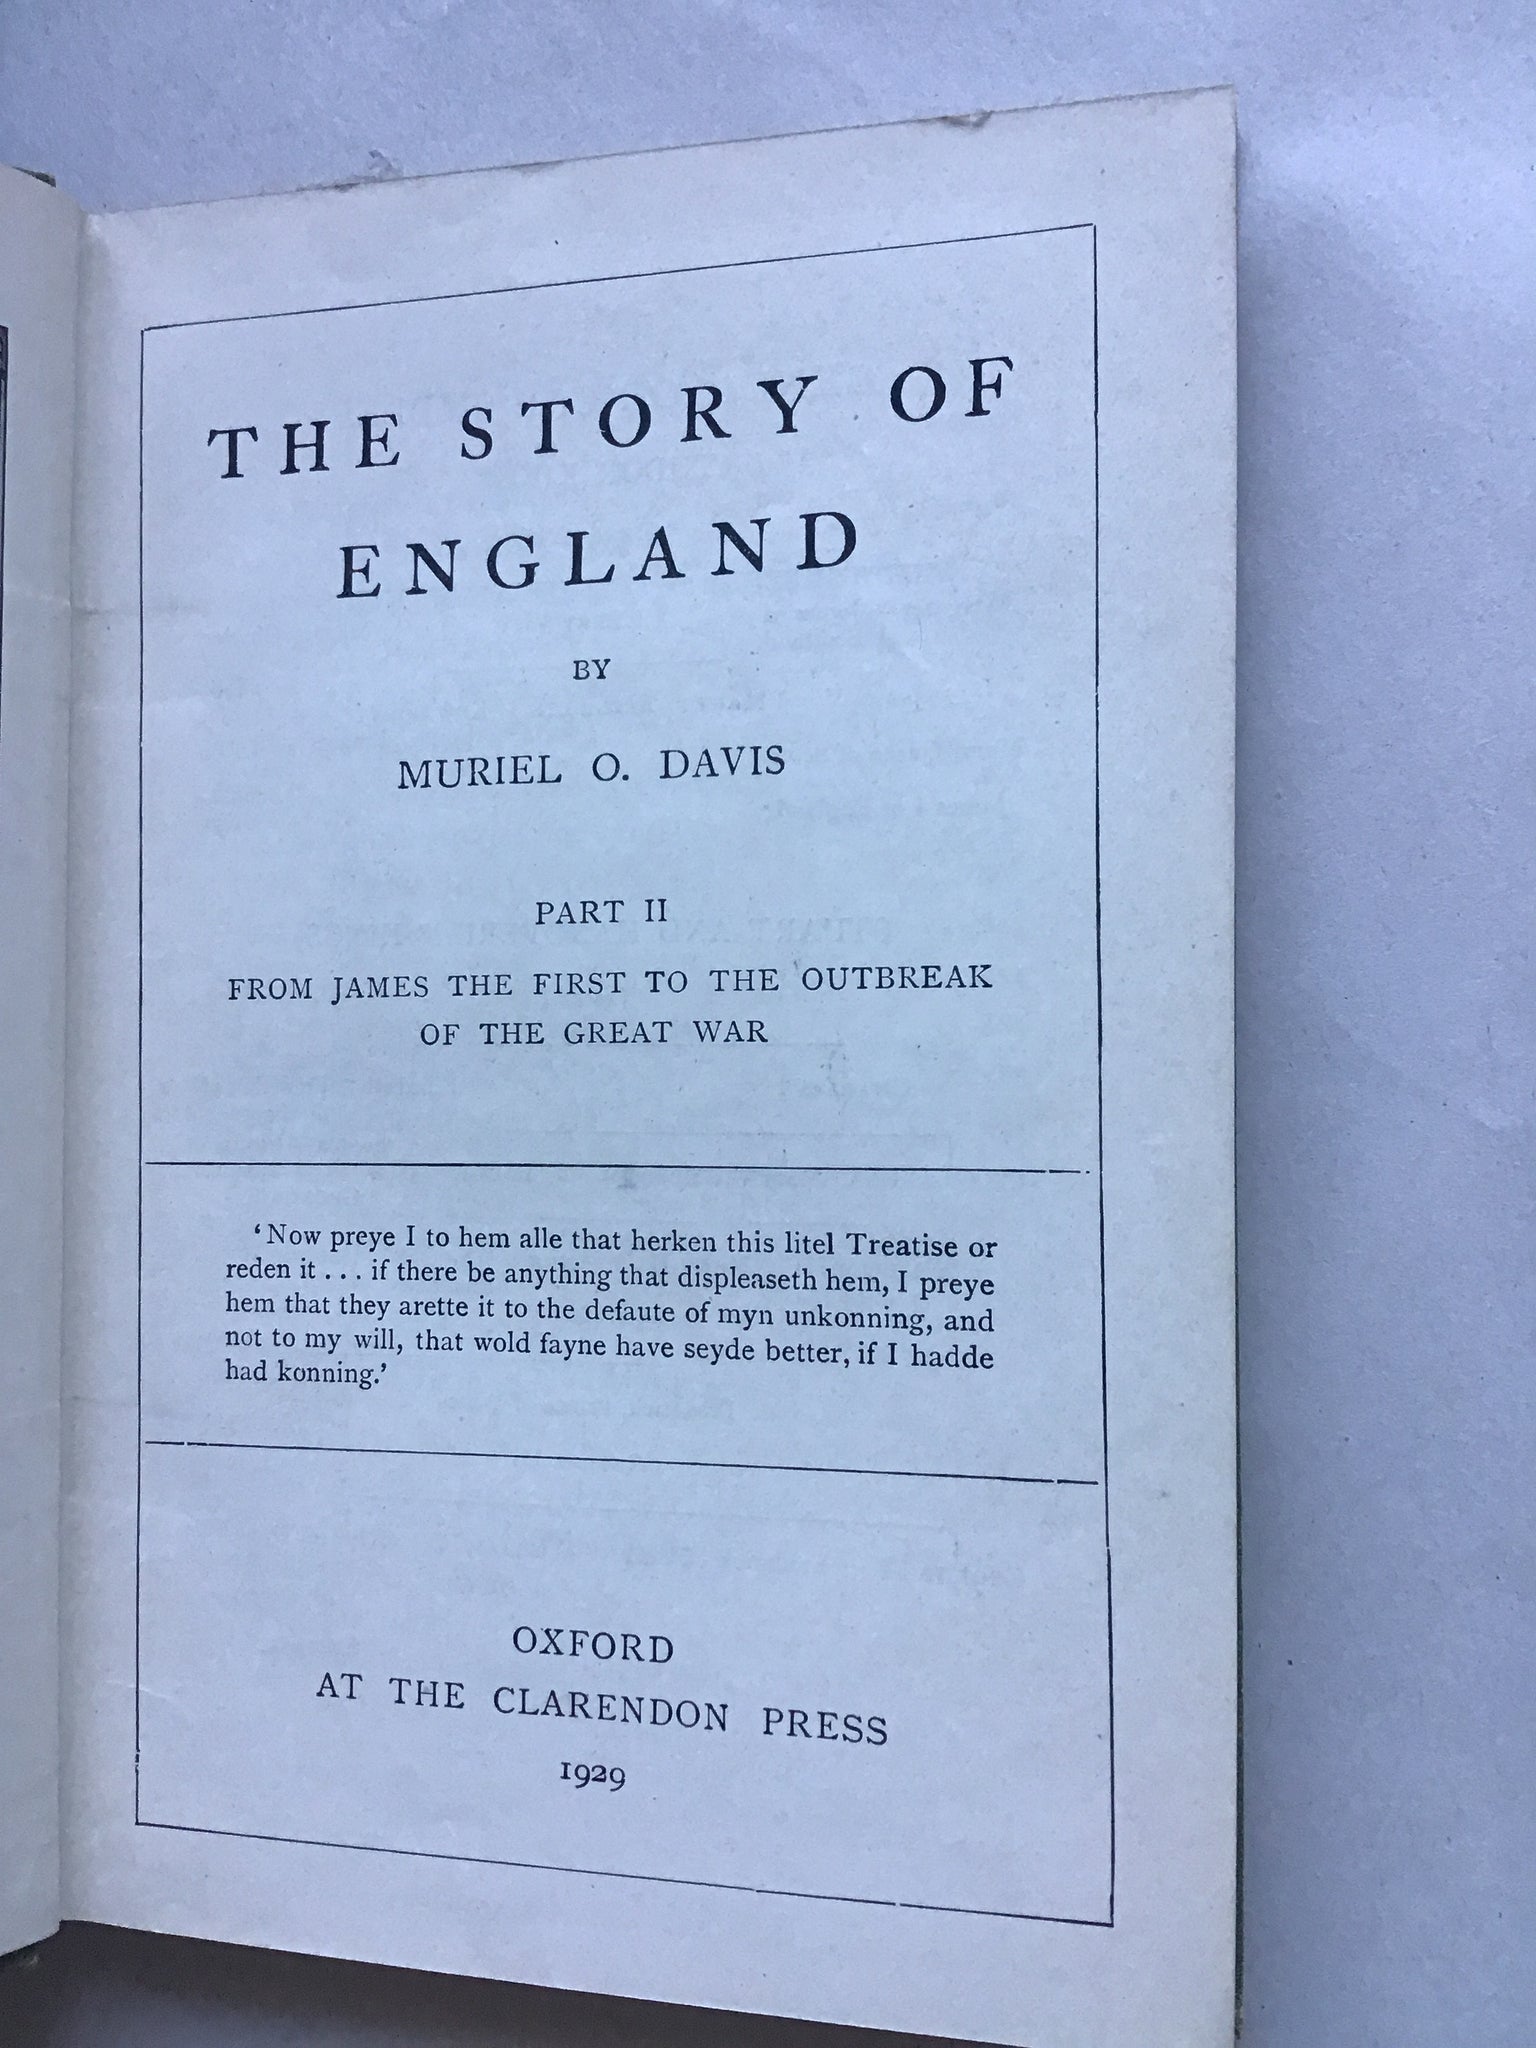 THE STORY OF
ENGLAND
BY
MURIEL O. DAVIS
PART II
FROM JAMES THE FIRST TO THE OUTBREAK
OF THE GREAT WAR
‘Now preye I to hem alle that herken this litel Treatise or
reden it . . . if there be anything that displeaseth hem, I preye
hem that they arette it to the defaute of myn unkonning, and
not to my will, that wold fayne have seyde better, if I hadde
had konning.’
OXFORD
AT THE CLARENDON PRESS
1929